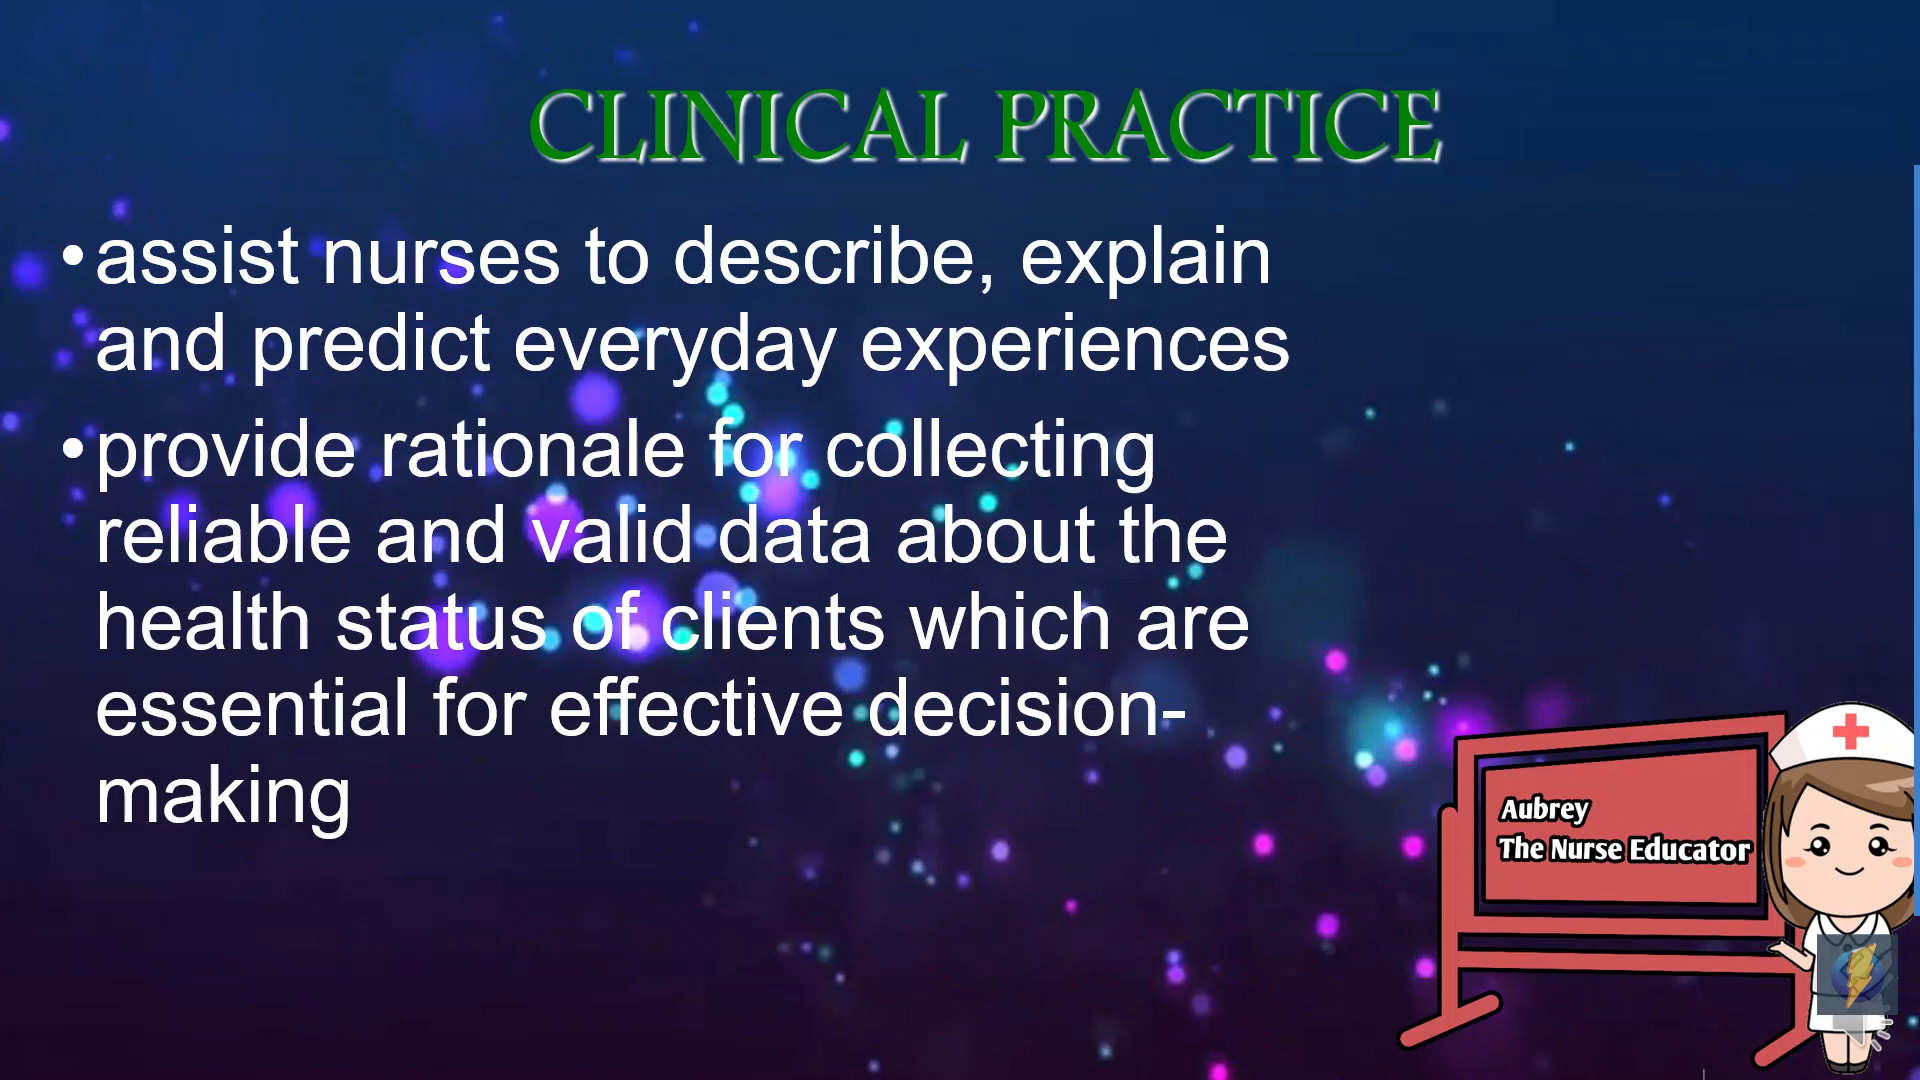 CLINICAL PRACTICE
•assist nurses to describe, explain
and predict everyday experiences
•provide rationale for collecting
reliable and valid data about the
health status of clients which are
essential for effective decision-
making
Aubrey
The Nurse Educator